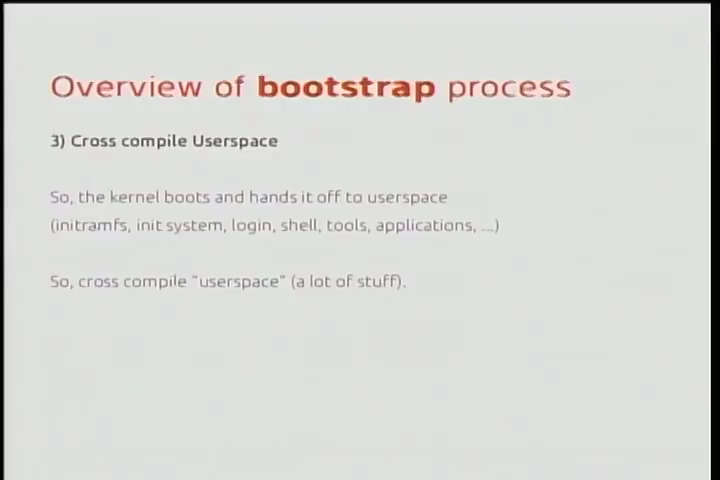 Overview of bootstrap process
3) Cross compile Userspace
So, the kernel boots and hands it off to userspace
(initramfs, init system, login, shell, tools, applications, ...)
So, cross compile "userspace" (a lot of stuff).